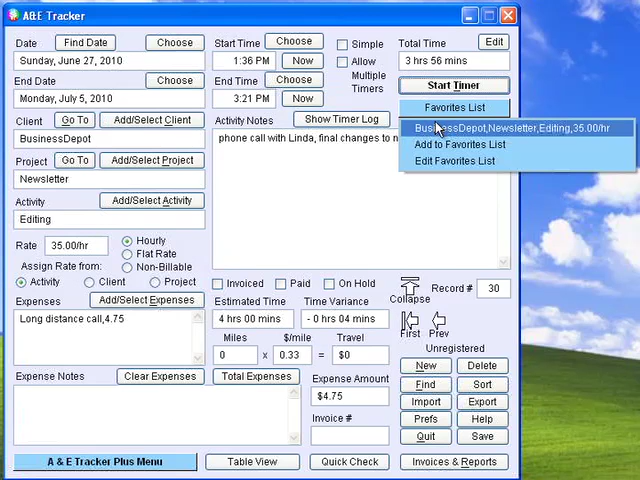 A&E Tracker
Date Find Date Choose
Sunday, June 27, 2010
End Date Choose
Monday, July 5, 2010
Client Go To Add/Select Client
BusinessDepot
Project Go To Add/Select Project
Newsletter
Activity Add/Select Activity
Editing
Rate 35.00/hr
Hourly
Flat Rate
Non-Billable
Assign Rate from:
Activity Client Project
Expenses Add/Select Expenses
Long distance call,4.75
Expense Notes Clear Expenses
Start Time Choose
1:36 PM Now
End Time Choose
3:21 PM Now
Simple
Allow
Multiple
Timers
Total Time Edit
3 hrs 56 mins
Start Timer
Favorites List
BusinessDepot,Newsletter,Editing,35.00/hr
Add to Favorites List
Edit Favorites List
Activity Notes Show Timer Log
phone call with Linda, final changes to
Invoiced Paid On Hold
Estimated Time Time Variance
4 hrs 00 mins - 0 hrs 04 mins
Miles $/mile Travel
0 x 0.33 = $0
Total Expenses
Expense Amount
$4.75
Invoice #
Collapse
Record # 30
First Prev
Unregistered
New Delete
Find Sort
Import Export
Prefs Help
Quit Save
A & E Tracker Plus Menu
Table View
Quick Check
Invoices & Reports